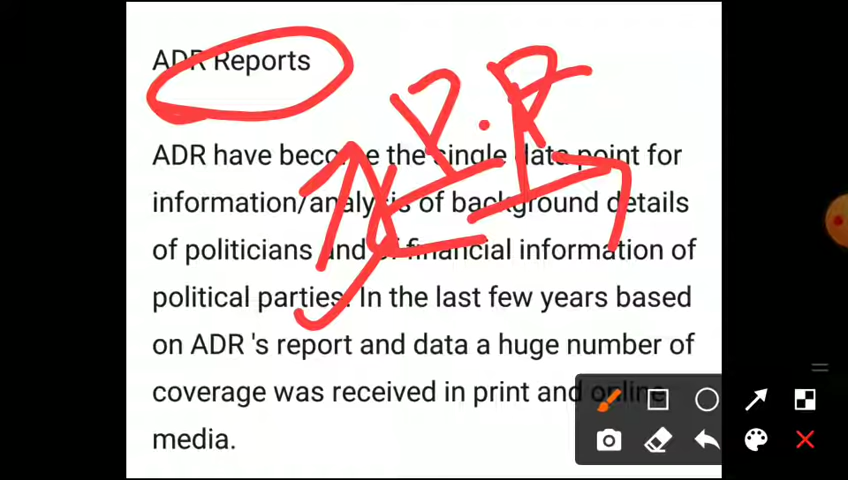 ADR Reports
ADR have become the single data point for
information/analysis of background details
of politicians and of financial information of
political parties. In the last few years based
on ADR 's report and data a huge number of
coverage was received in print and online
media.